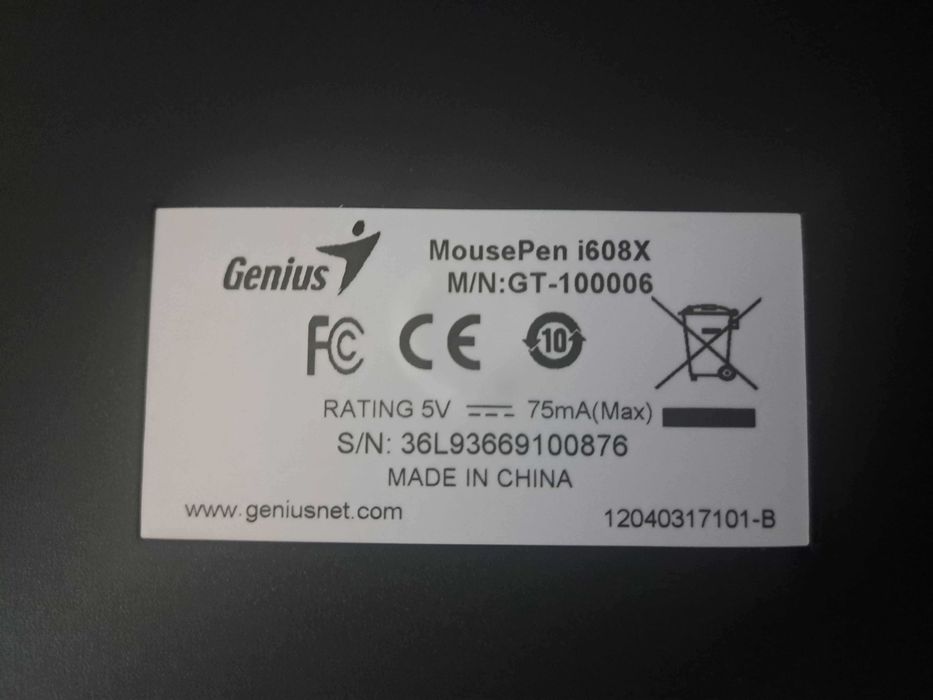 Genius
MousePen i608X
M/N:GT-100006
FC CE 10
RATING 5V ⎓ 75mA(Max)
S/N: 36L93669100876
MADE IN CHINA
www.geniusnet.com
12040317101-B